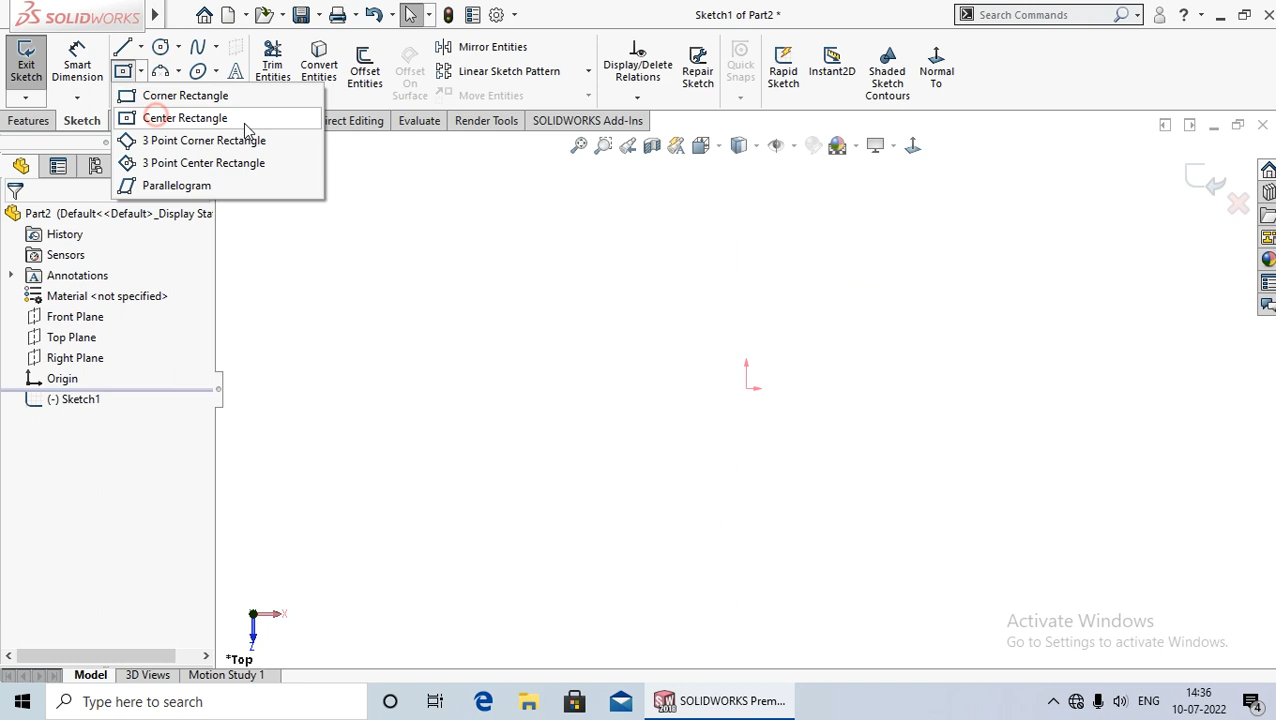 SOLIDWORKS
Sketch1 of Part2 *
Search Commands
?
Exit Sketch
Smart Dimension
Trim Entities
Convert Entities
Offset Entities
Offset On Surface
Mirror Entities
Linear Sketch Pattern
Move Entities
Display/Delete Relations
Repair Sketch
Quick Snaps
Rapid Sketch
Instant2D
Shaded Sketch Contours
Normal To
Corner Rectangle
Center Rectangle
3 Point Corner Rectangle
3 Point Center Rectangle
Parallelogram
Features
Sketch
irect Editing
Evaluate
Render Tools
SOLIDWORKS Add-Ins
Part2 (Default<<Default>_Display Sta
History
Sensors
Annotations
Material <not specified>
Front Plane
Top Plane
Right Plane
Origin
(-) Sketch1
X
Z
*Top
Activate Windows
Go to Settings to activate Windows.
Model
3D Views
Motion Study 1
Type here to search
SW
2018
SOLIDWORKS Prem...
ENG
14:36
10-07-2022
4